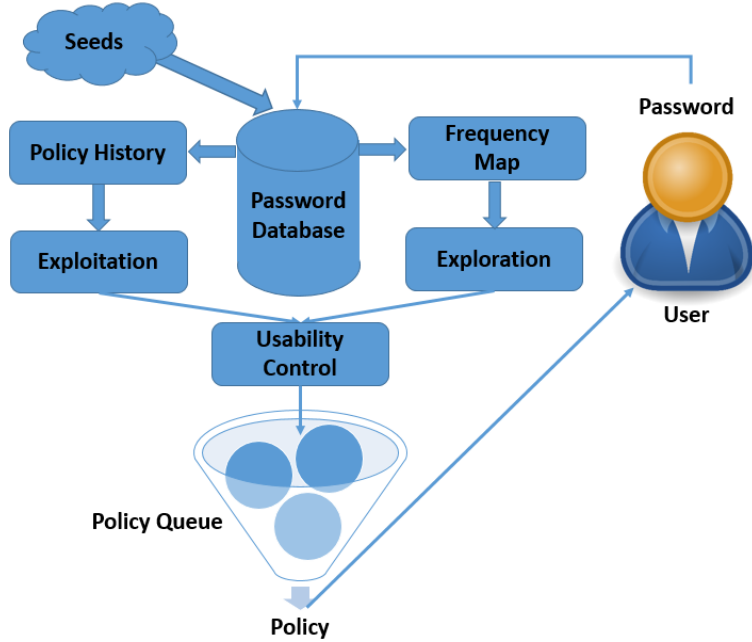 Seeds
Password
Policy History
Frequency
Map
Password
Database
Exploitation
Exploration
User
Usability
Control
Policy Queue
Policy